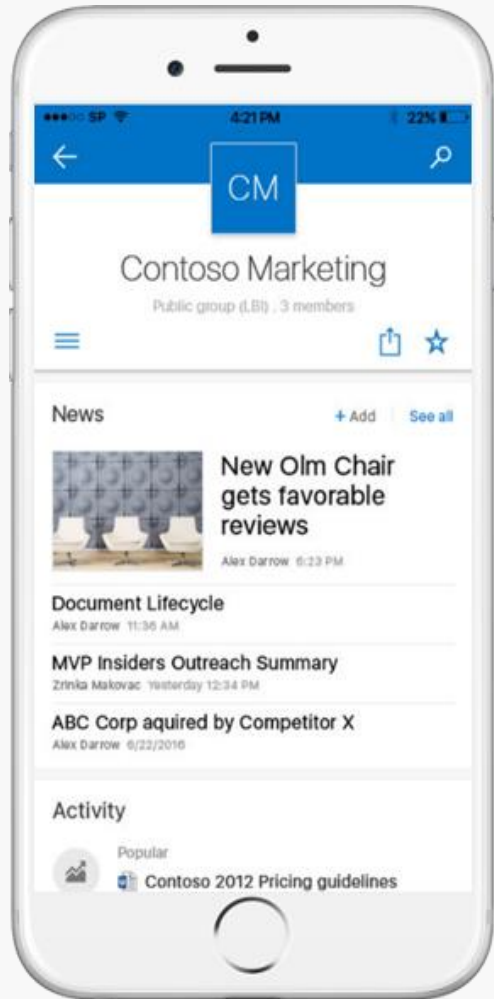 SP 4:21 PM 22%
CM
Contoso Marketing
Public group (LBI) . 3 members
News + Add See all
New Olm Chair
gets favorable
reviews
Alex Darrow 6:23 PM
Document Lifecycle
Alex Darrow 11:36 AM
MVP Insiders Outreach Summary
Zrinka Makovac Yesterday 12:34 PM
ABC Corp aquired by Competitor X
Alex Darrow 6/22/2016
Activity
Popular
Contoso 2012 Pricing guidelines